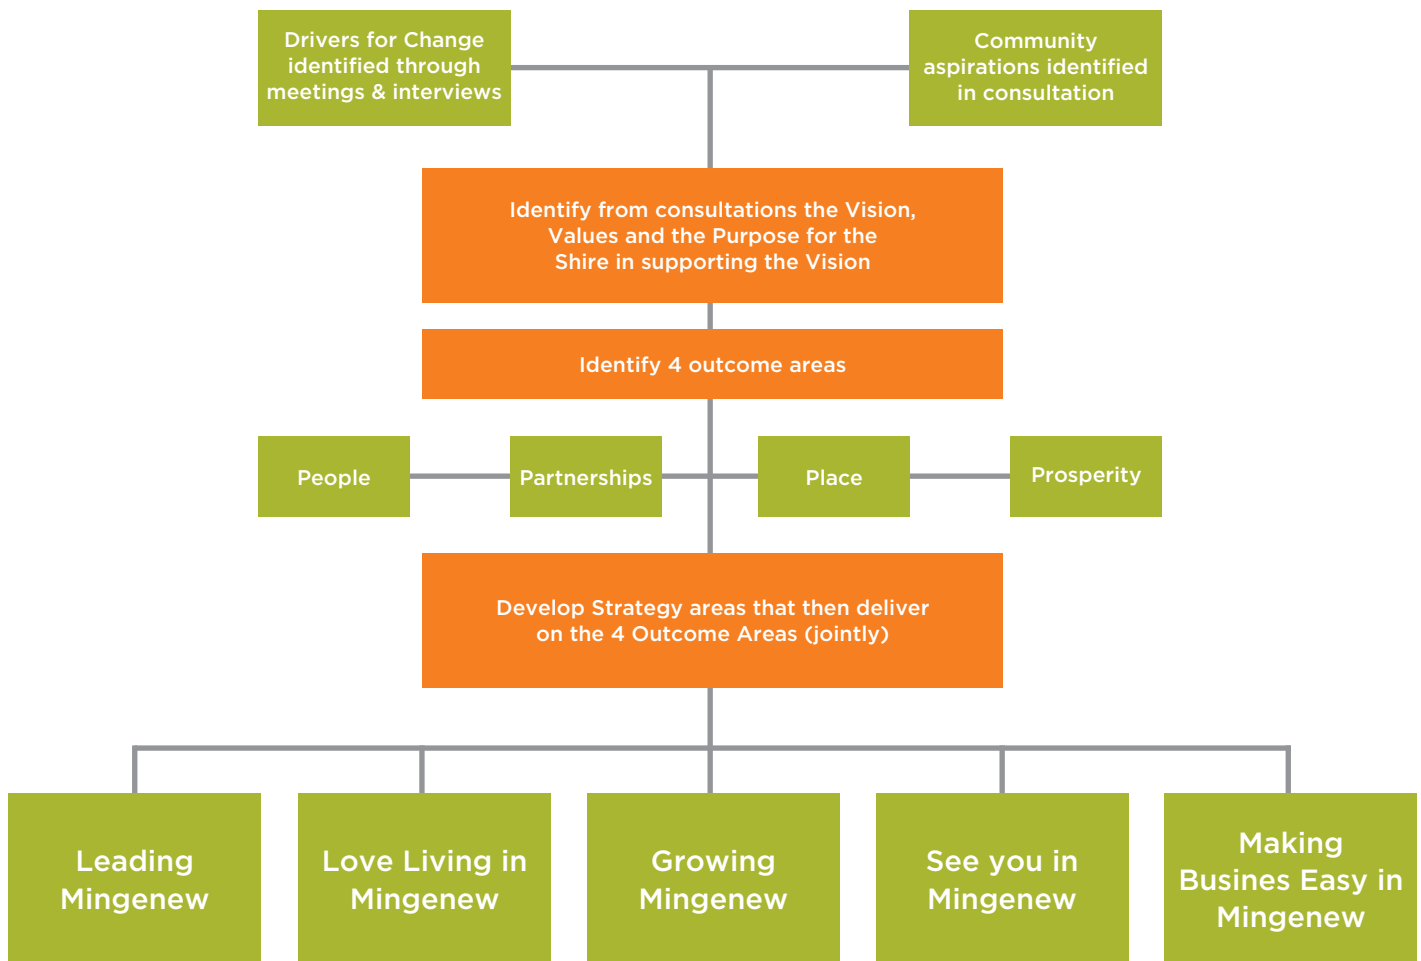 Drivers for Change
identified through
meetings & interviews
Community
aspirations identified
in consultation
Identify from consultations the Vision,
Values and the Purpose for the
Shire in supporting the Vision
Identify 4 outcome areas
People
Partnerships
Place
Prosperity
Develop Strategy areas that then deliver
on the 4 Outcome Areas (jointly)
Leading
Mingenew
Love Living in
Mingenew
Growing
Mingenew
See you in
Mingenew
Making
Busines Easy in
Mingenew